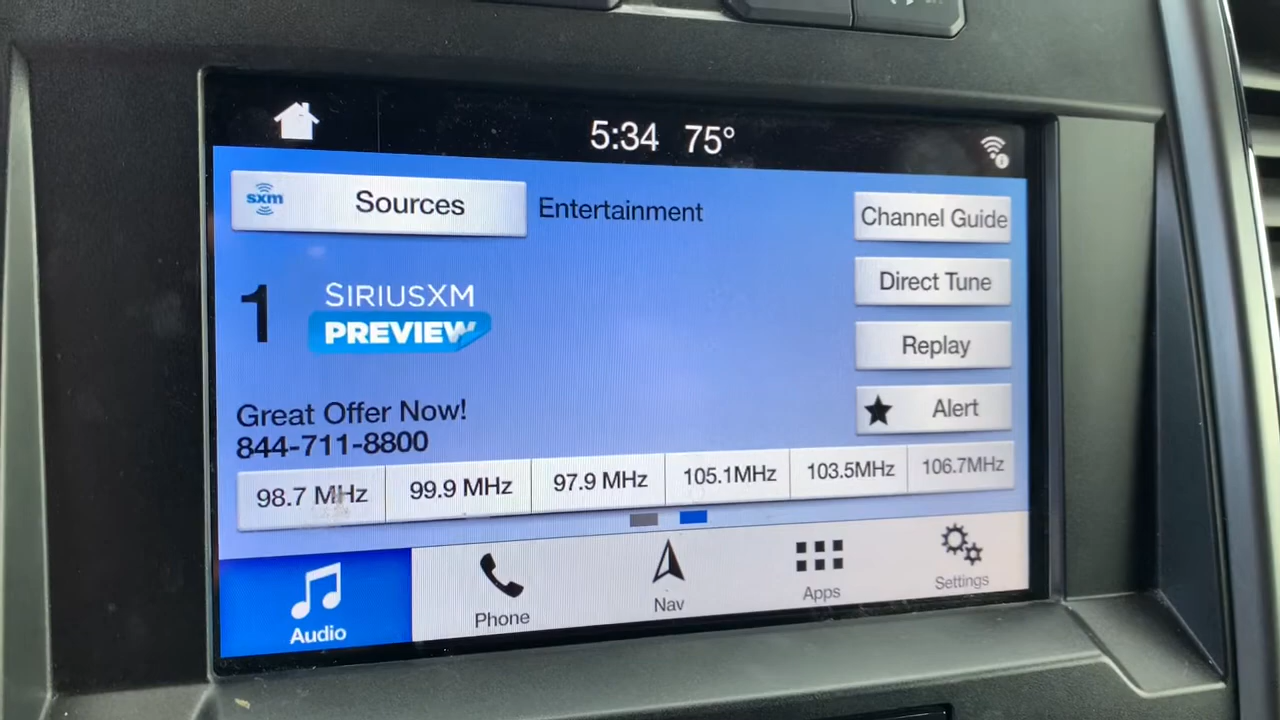 5:34 75°
sxm Sources Entertainment Channel Guide
Direct Tune
1 SIRIUSXM
PREVIEW
Replay
Alert
Great Offer Now!
844-711-8800
98.7 MHz 99.9 MHz 97.9 MHz 105.1MHz 103.5MHz 106.7MHz
Audio Phone Nav Apps Settings